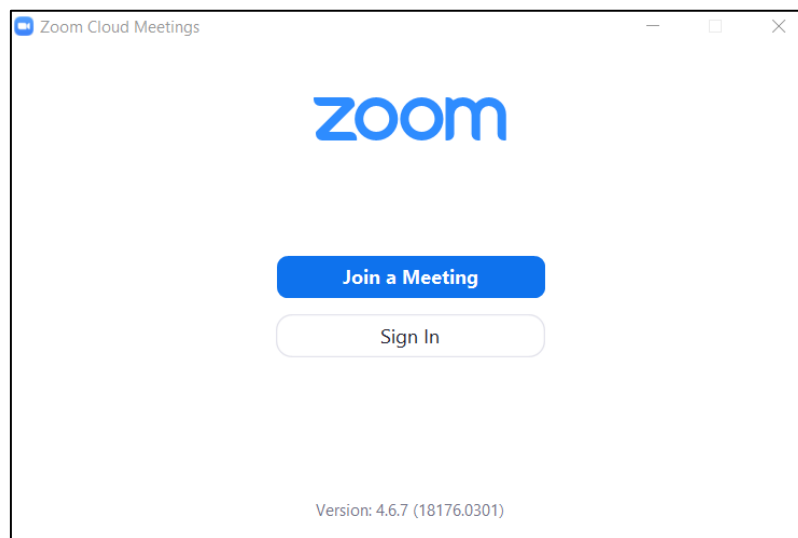 Zoom Cloud Meetings
zoom
Join a Meeting
Sign In
Version: 4.6.7 (18176.0301)